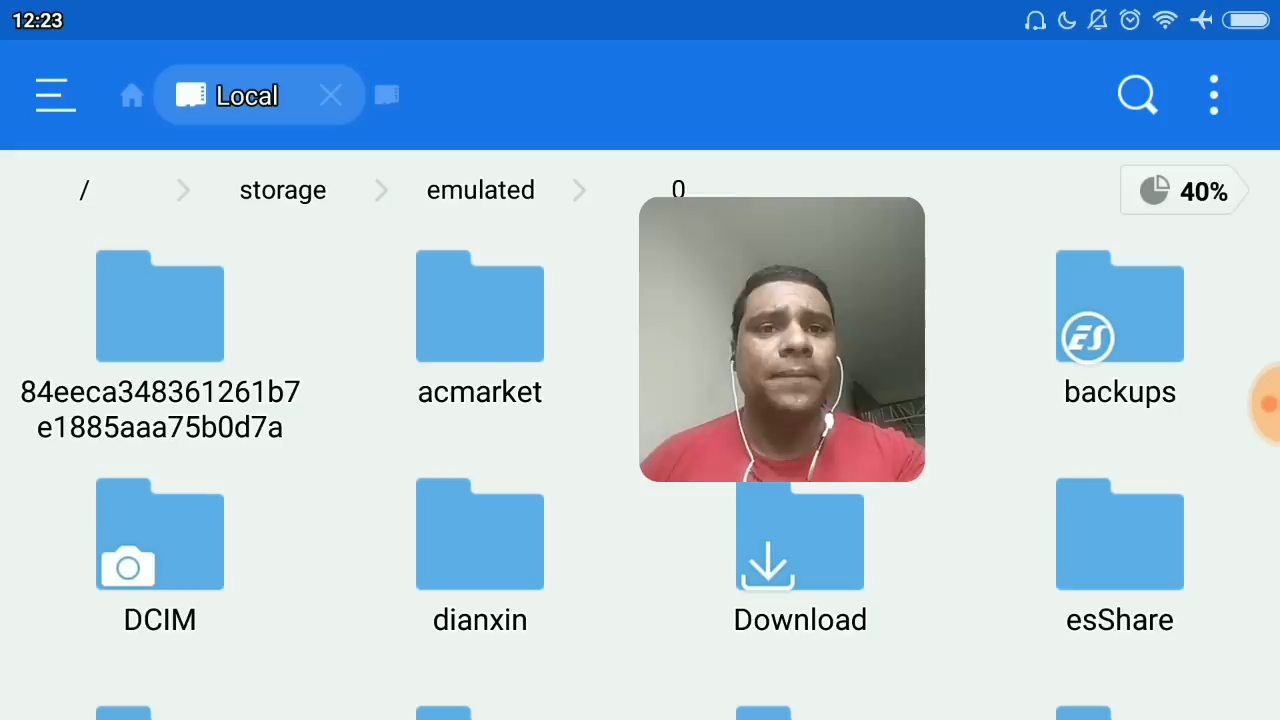 12:23
Local
/ storage emulated 0
40%
84eeca348361261b7
e1885aaa75b0d7a
acmarket
ES
backups
DCIM
dianxin
Download
esShare